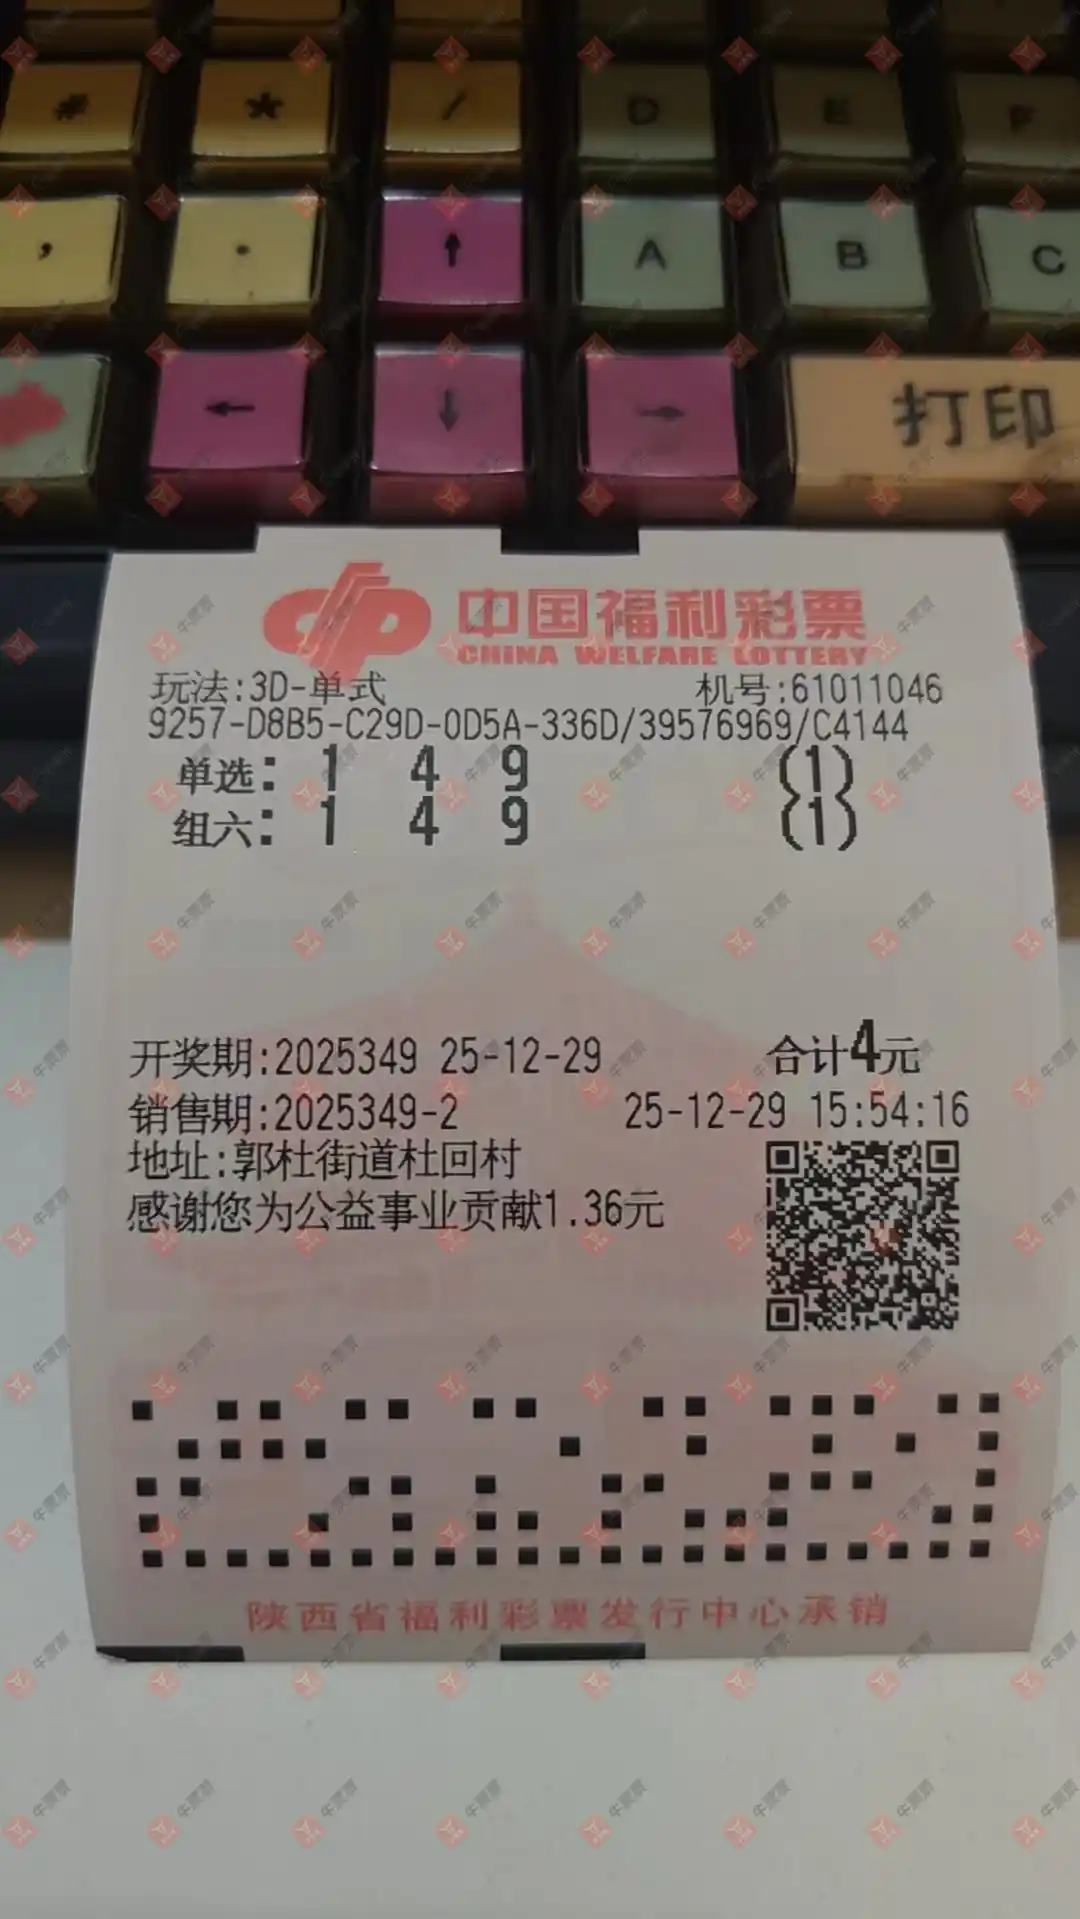 # * / D E F
, . ↑ A B C
← ↓ → 打印
中国福利彩票
CHINA WELFARE LOTTERY
玩法:3D-单式 机号:61011046
9257-D8B5-C29D-0D5A-336D/39576969/C4144
单选: 1 4 9 (1)
组六: 1 4 9 (1)
开奖期:2025349 25-12-29 合计4元
销售期:2025349-2 25-12-29 15:54:16
地址:郭杜街道杜回村
感谢您为公益事业贡献1.36元
陕西省福利彩票发行中心承销
牛票票